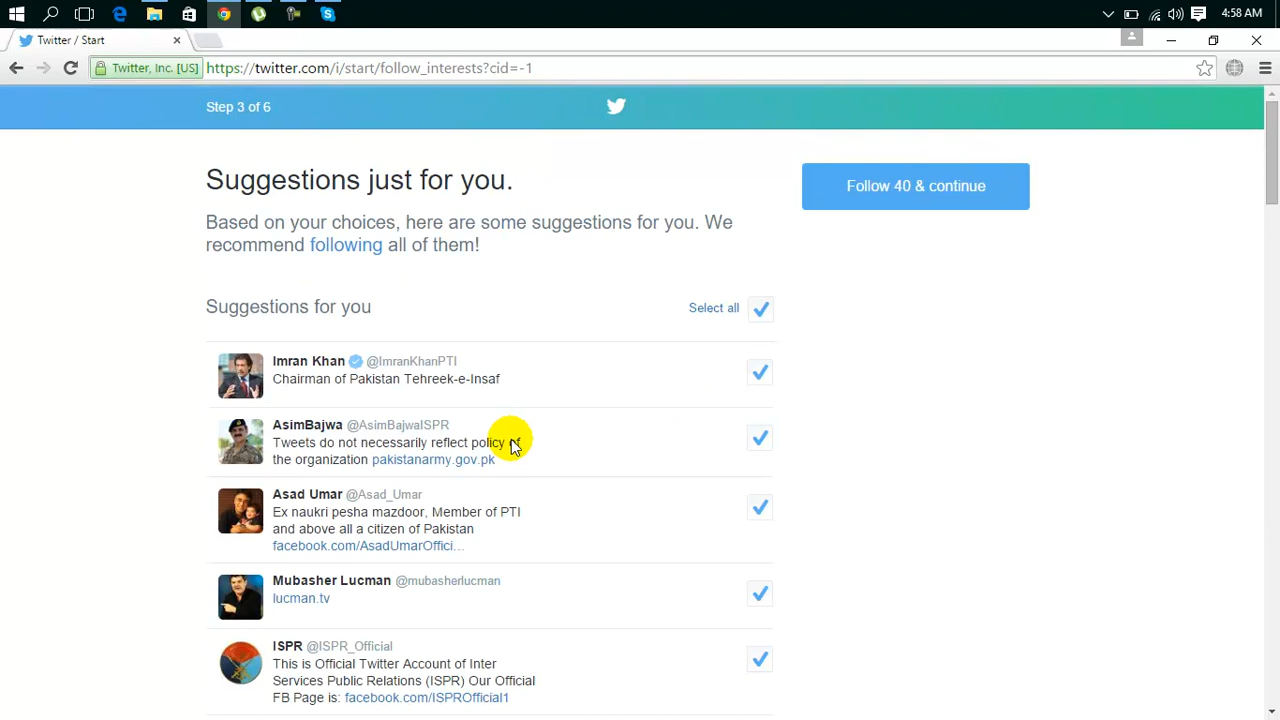 4:58 AM
Twitter / Start
Twitter, Inc. [US] https://twitter.com/i/start/follow_interests?cid=-1
Step 3 of 6
Suggestions just for you.
Follow 40 & continue
Based on your choices, here are some suggestions for you. We
recommend following all of them!
Suggestions for you
Select all
Imran Khan @ImranKhanPTI
Chairman of Pakistan Tehreek-e-Insaf
AsimBajwa @AsimBajwaISPR
Tweets do not necessarily reflect policy of
the organization pakistanarmy.gov.pk
Asad Umar @Asad_Umar
Ex naukri pesha mazdoor, Member of PTI
and above all a citizen of Pakistan
facebook.com/AsadUmarOffici...
Mubasher Lucman @mubasherlucman
lucman.tv
ISPR @ISPR_Official
This is Official Twitter Account of Inter
Services Public Relations (ISPR) Our Official
FB Page is: facebook.com/ISPROfficial1